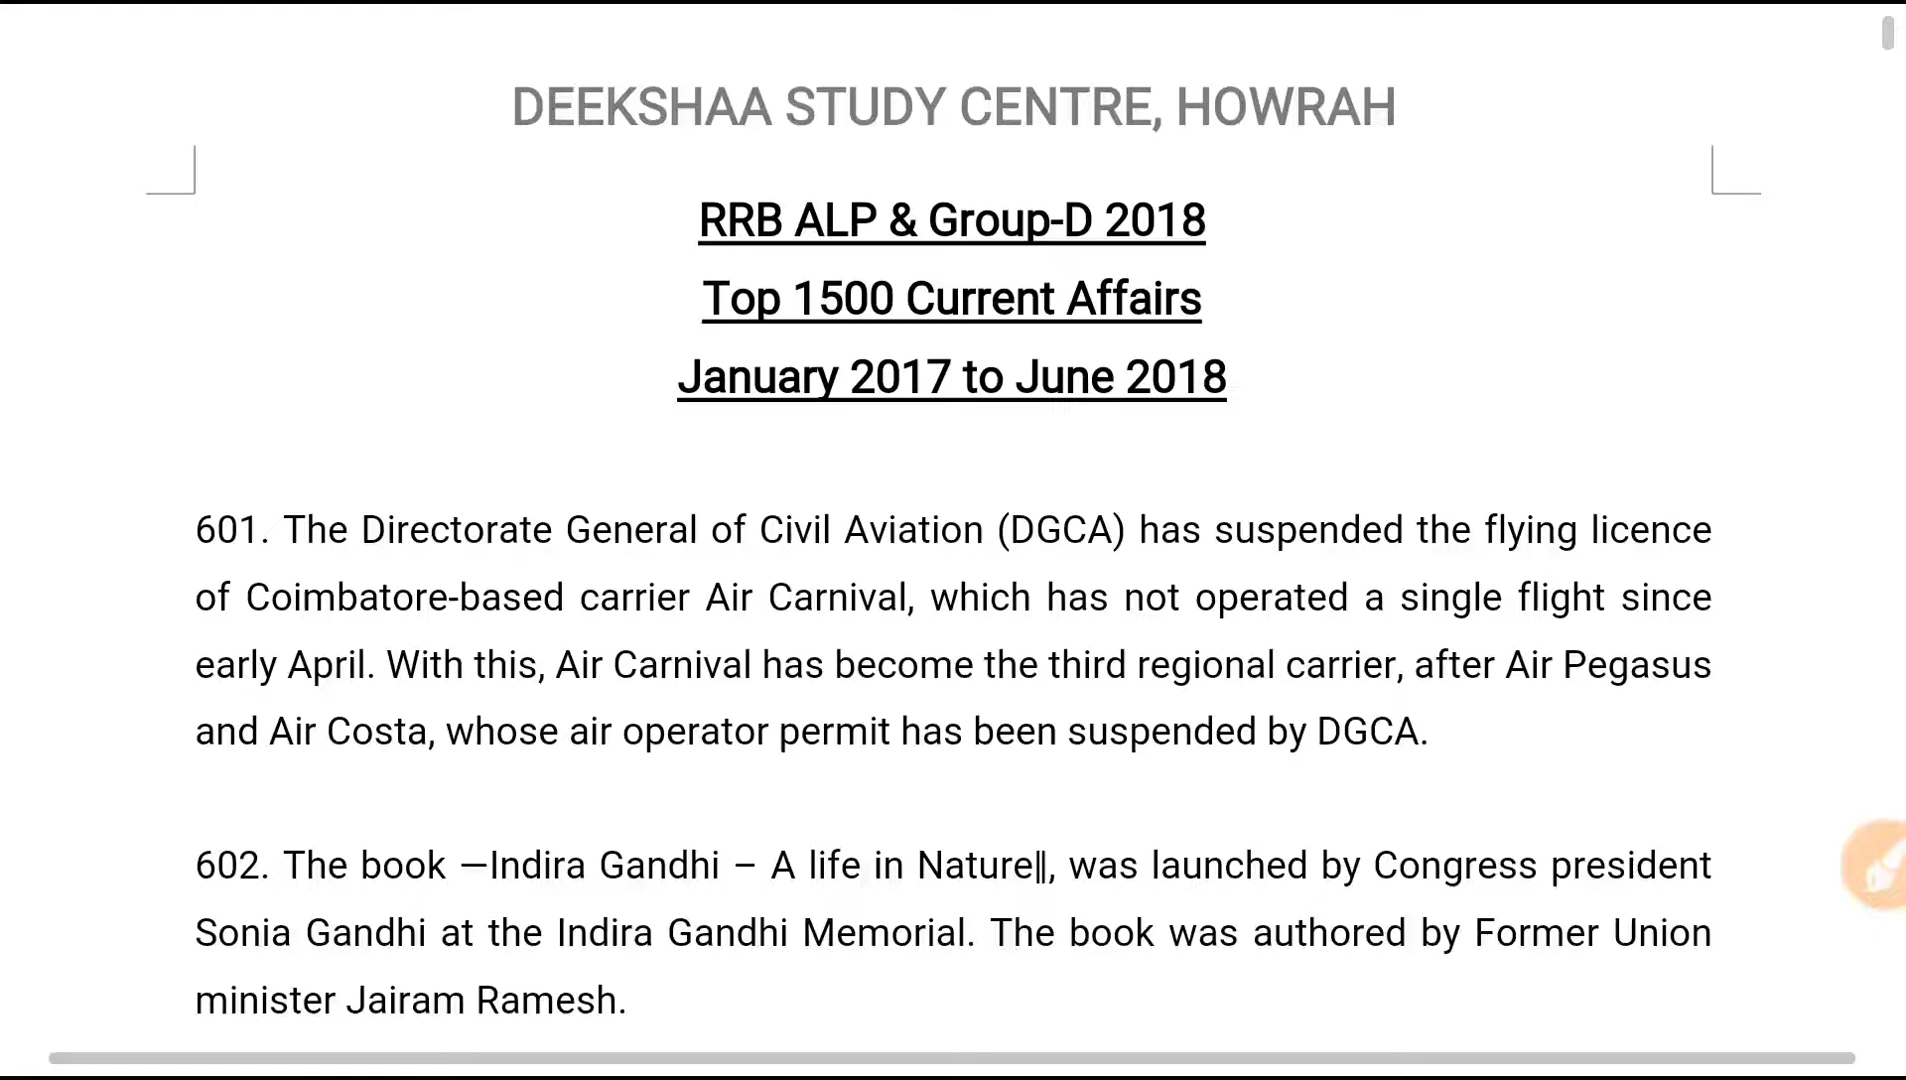 DEEKSHAA STUDY CENTRE, HOWRAH
RRB ALP & Group-D 2018
Top 1500 Current Affairs
January 2017 to June 2018
601. The Directorate General of Civil Aviation (DGCA) has suspended the flying licence
of Coimbatore-based carrier Air Carnival, which has not operated a single flight since
early April. With this, Air Carnival has become the third regional carrier, after Air Pegasus
and Air Costa, whose air operator permit has been suspended by DGCA.
602. The book ―Indira Gandhi – A life in Nature‖, was launched by Congress president
Sonia Gandhi at the Indira Gandhi Memorial. The book was authored by Former Union
minister Jairam Ramesh.